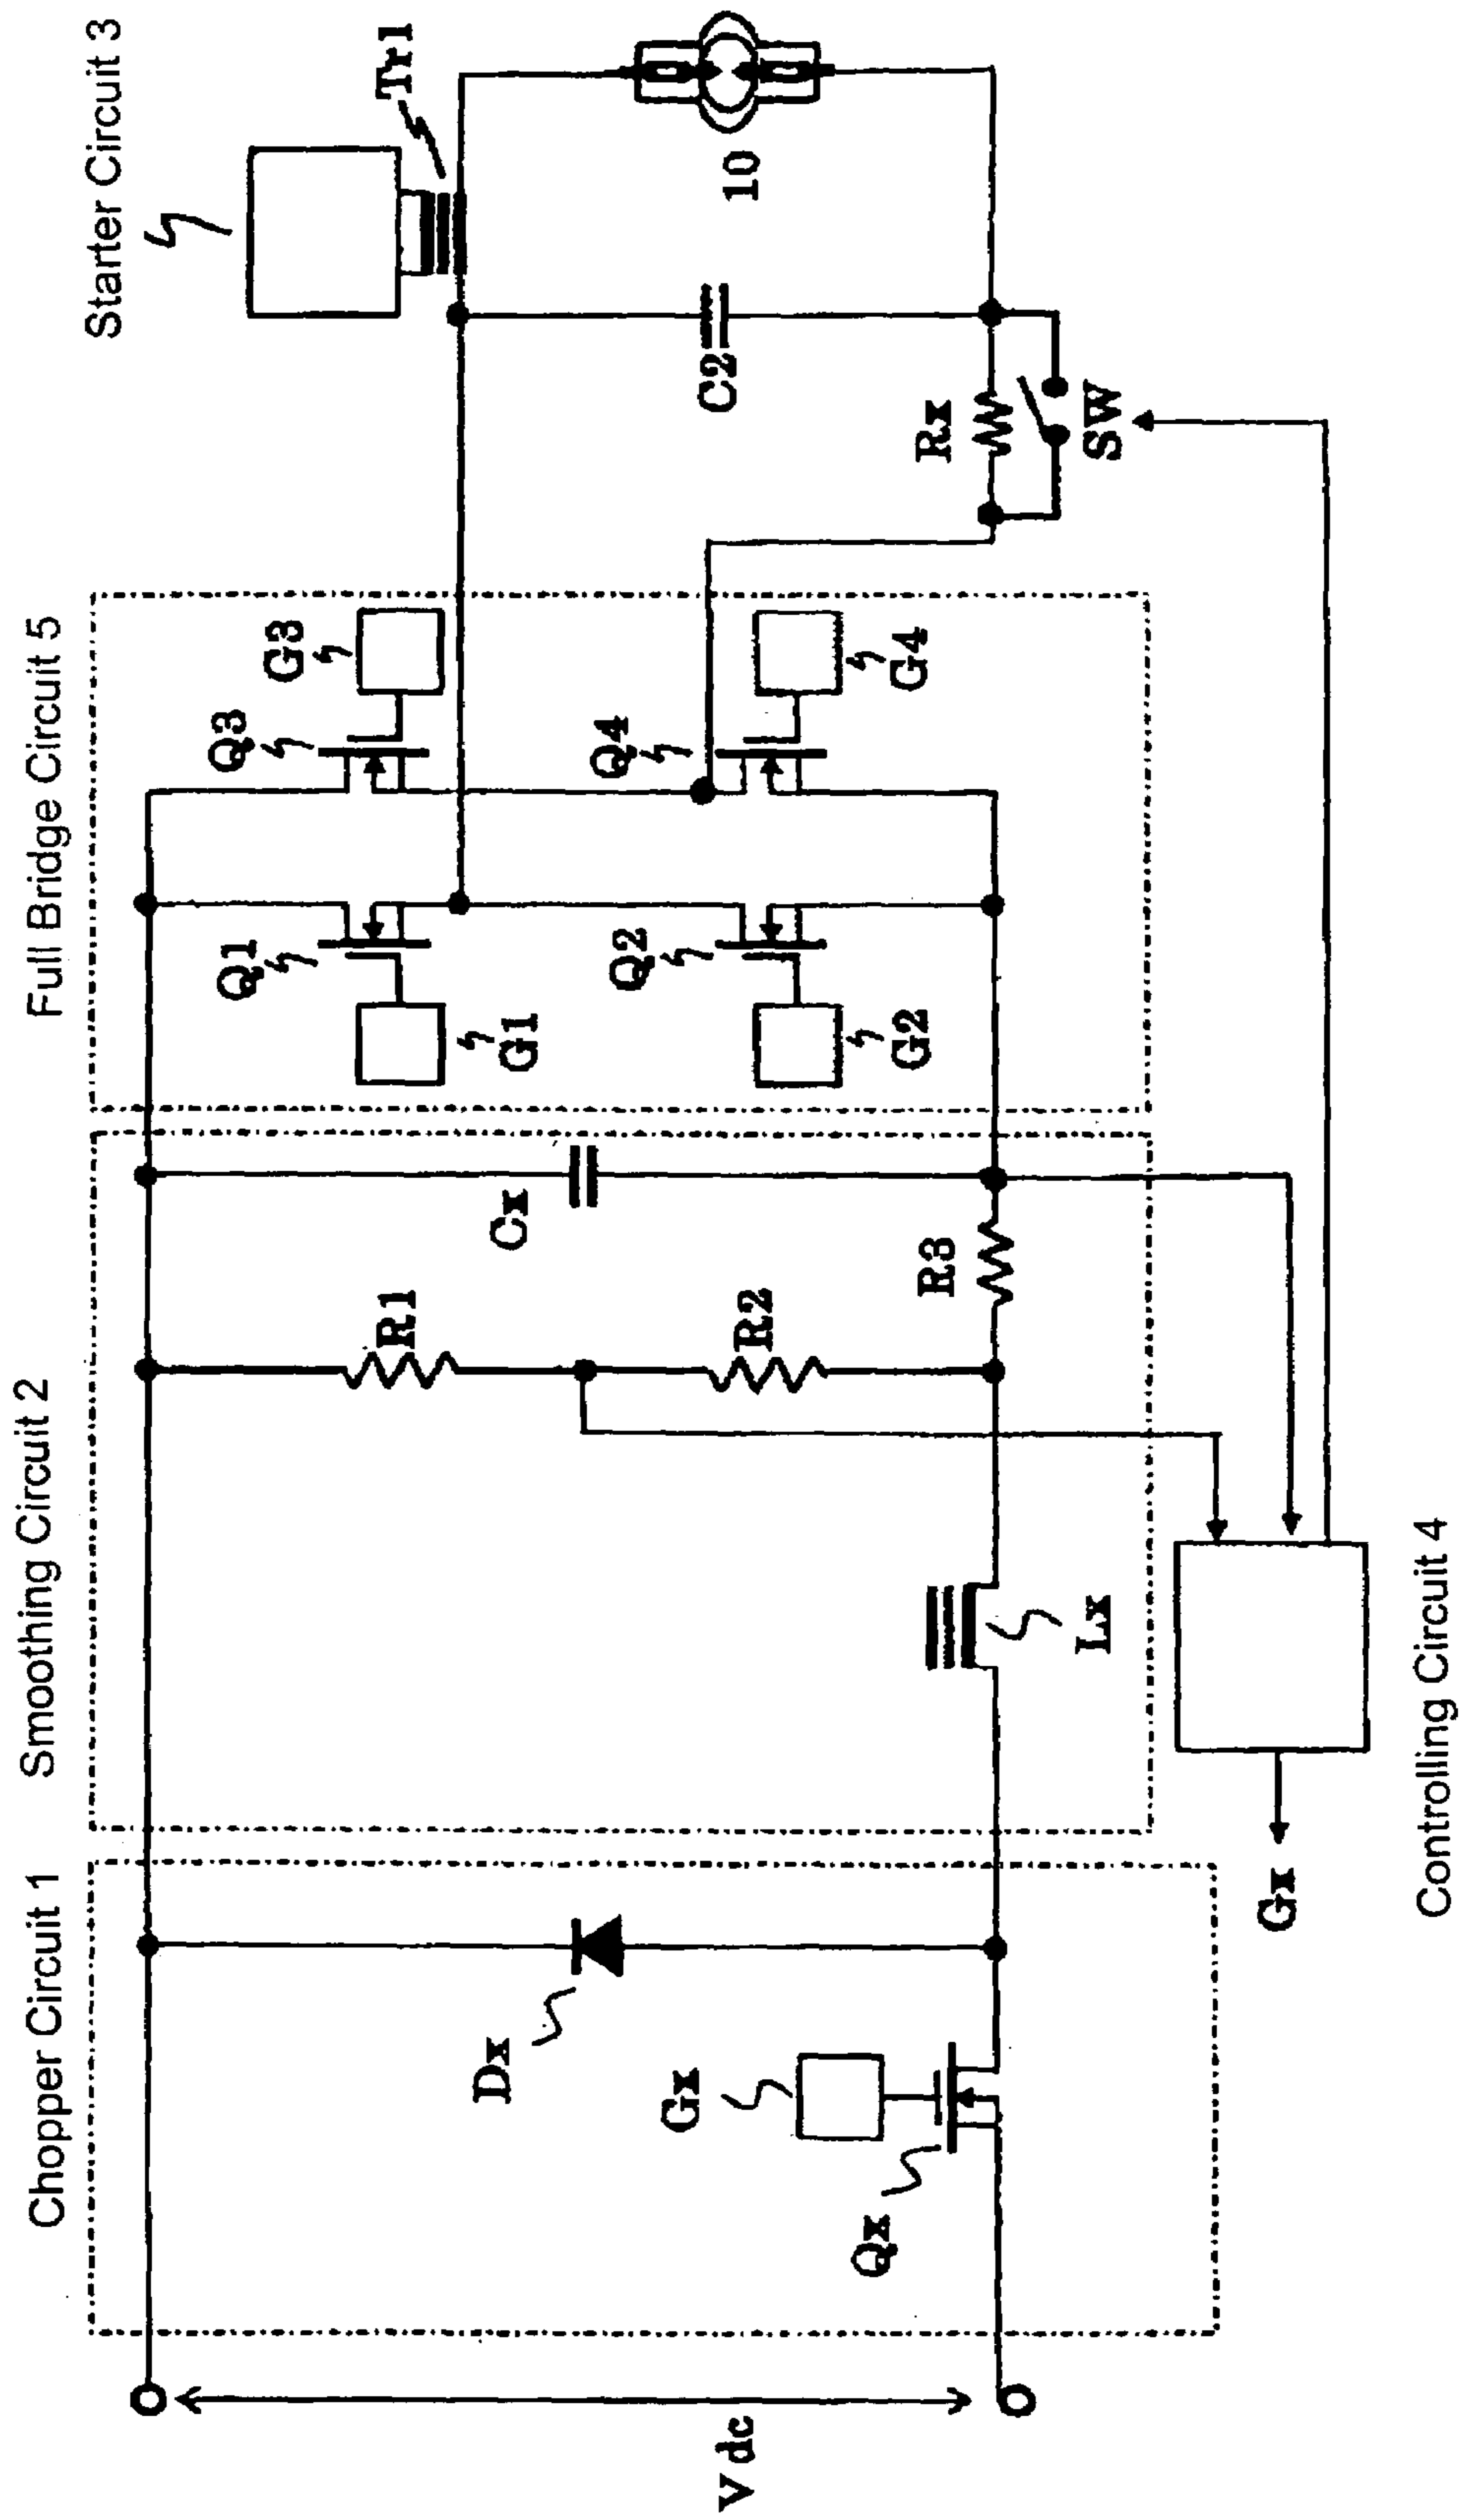 Chopper Circuit 1
Smoothing Circuit 2
Full Bridge Circuit 5
Starter Circuit 3
Tr1
Q3
G3
Q1
G1
R1
Cx
Dx
Q4
G4
Q2
G2
R2
C2
10
V dc
Gx
Qx
R3
Rx
Lx
SW
Gx
Controlling Circuit 4